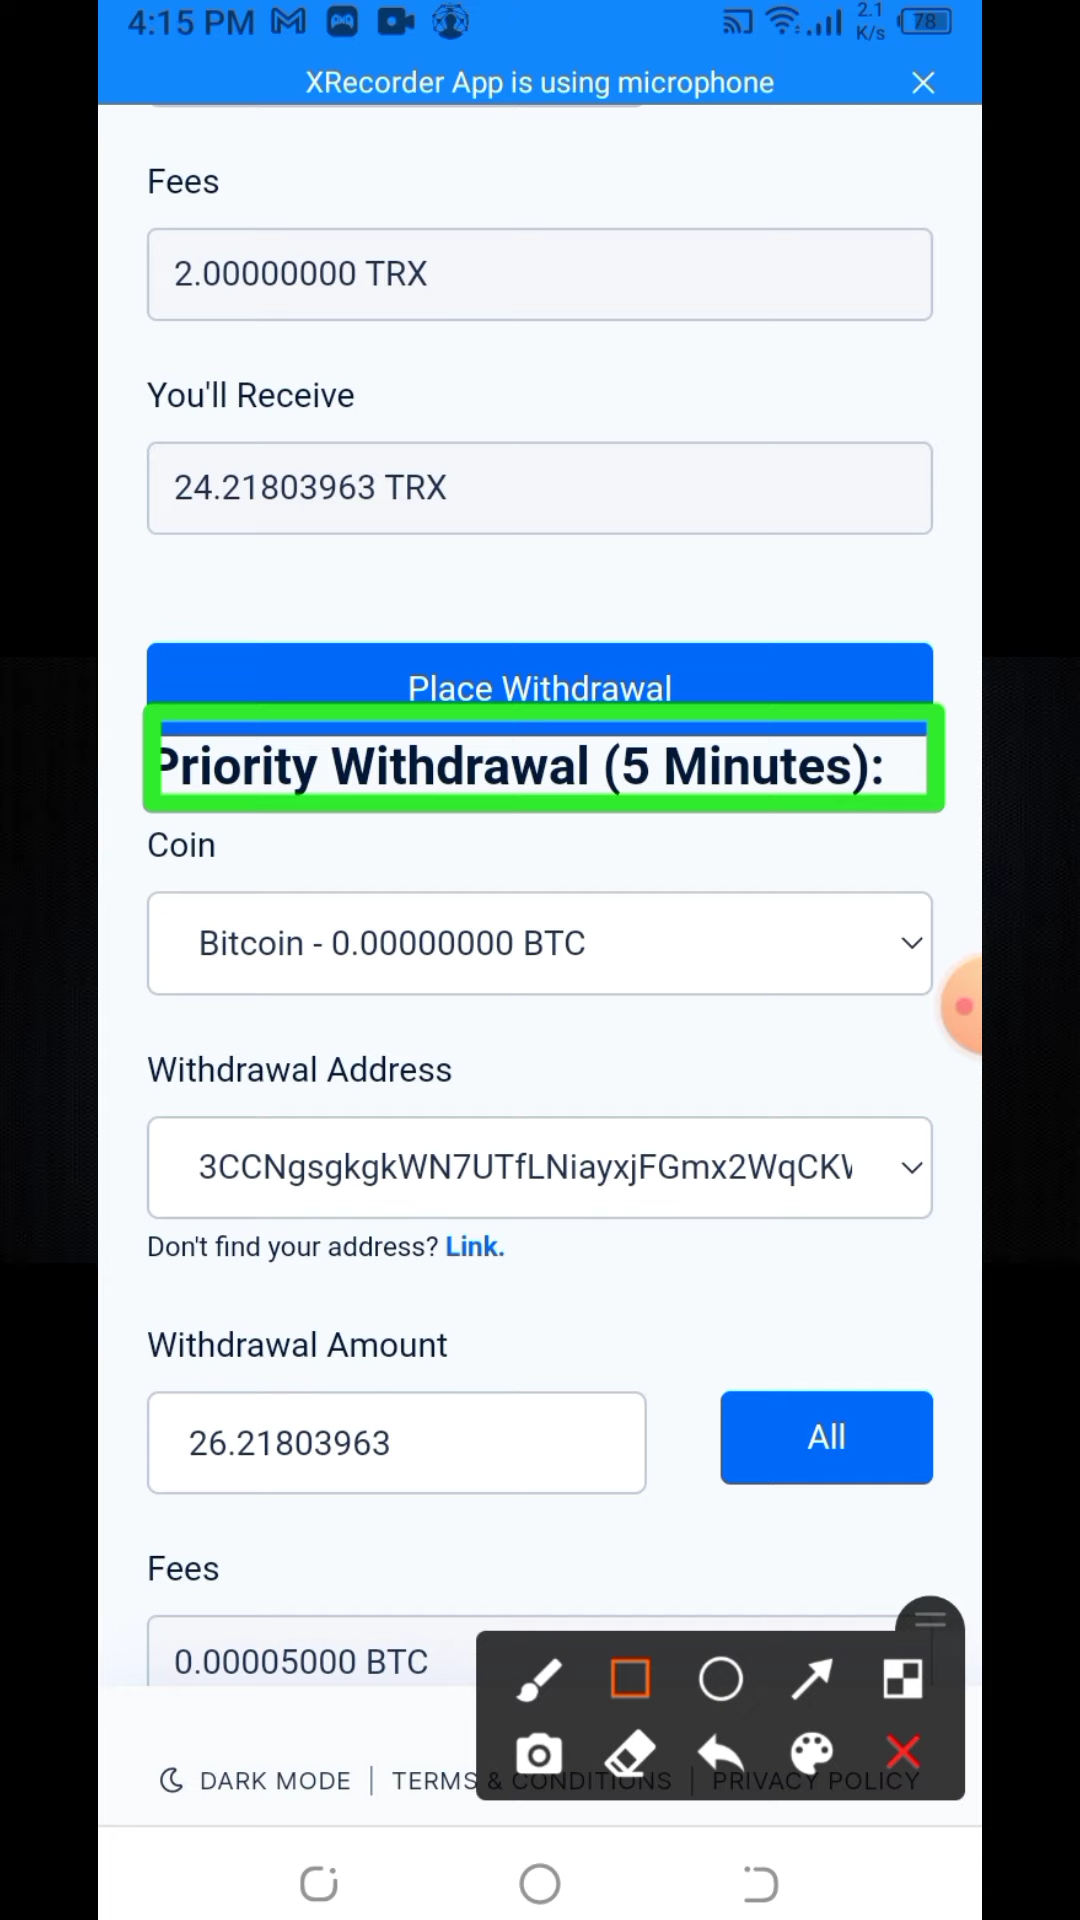 4:15 PM
2.1
K/s
78
XRecorder App is using microphone
Fees
2.00000000 TRX
You'll Receive
24.21803963 TRX
Place Withdrawal
Priority Withdrawal (5 Minutes):
Coin
Bitcoin - 0.00000000 BTC
Withdrawal Address
3CCNgsgkgkWN7UTfLNiayxjFGmx2WqCKV
Don't find your address? Link.
Withdrawal Amount
26.21803963
All
Fees
0.00005000 BTC
DARK MODE | TERMS & CONDITIONS | PRIVACY POLICY